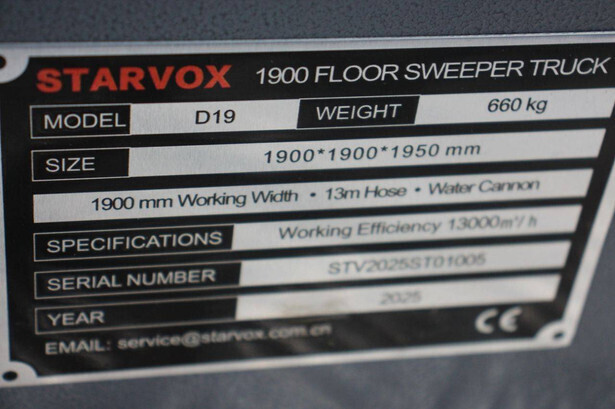 STARVOX 1900 FLOOR SWEEPER TRUCK
MODEL D19 WEIGHT 660 kg
SIZE 1900*1900*1950 mm
1900 mm Working Width • 13m Hose • Water Cannon
SPECIFICATIONS Working Efficiency 13000m²/h
SERIAL NUMBER STV2025ST01005
YEAR 2025
EMAIL: service@starvox.com.cn CE